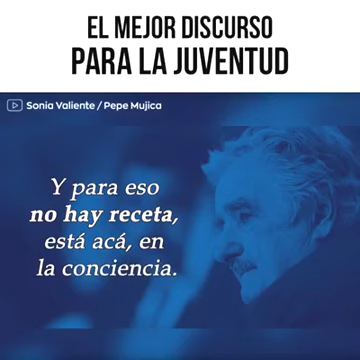 EL MEJOR DISCURSO
PARA LA JUVENTUD
Sonia Valiente / Pepe Mujica
Y para eso
no hay receta,
está acá, en
la conciencia.